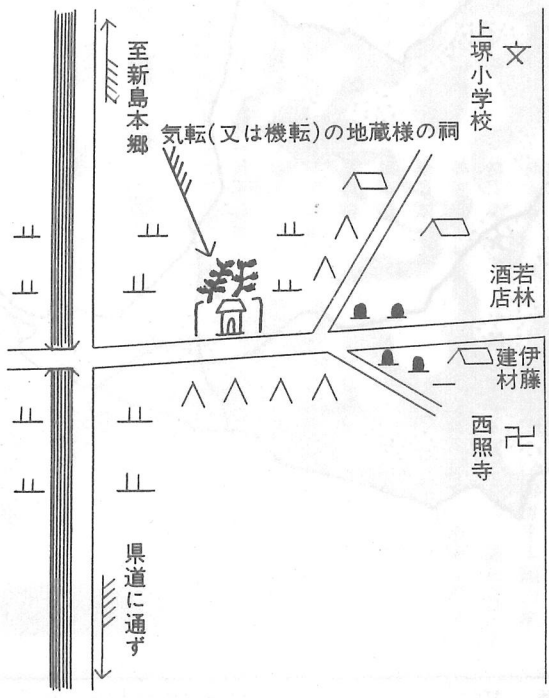 上堺小学校
至新島本郷
気転(又は機転)の地蔵様の祠
若林
酒店
伊藤
建材
西照寺
県道に通ず